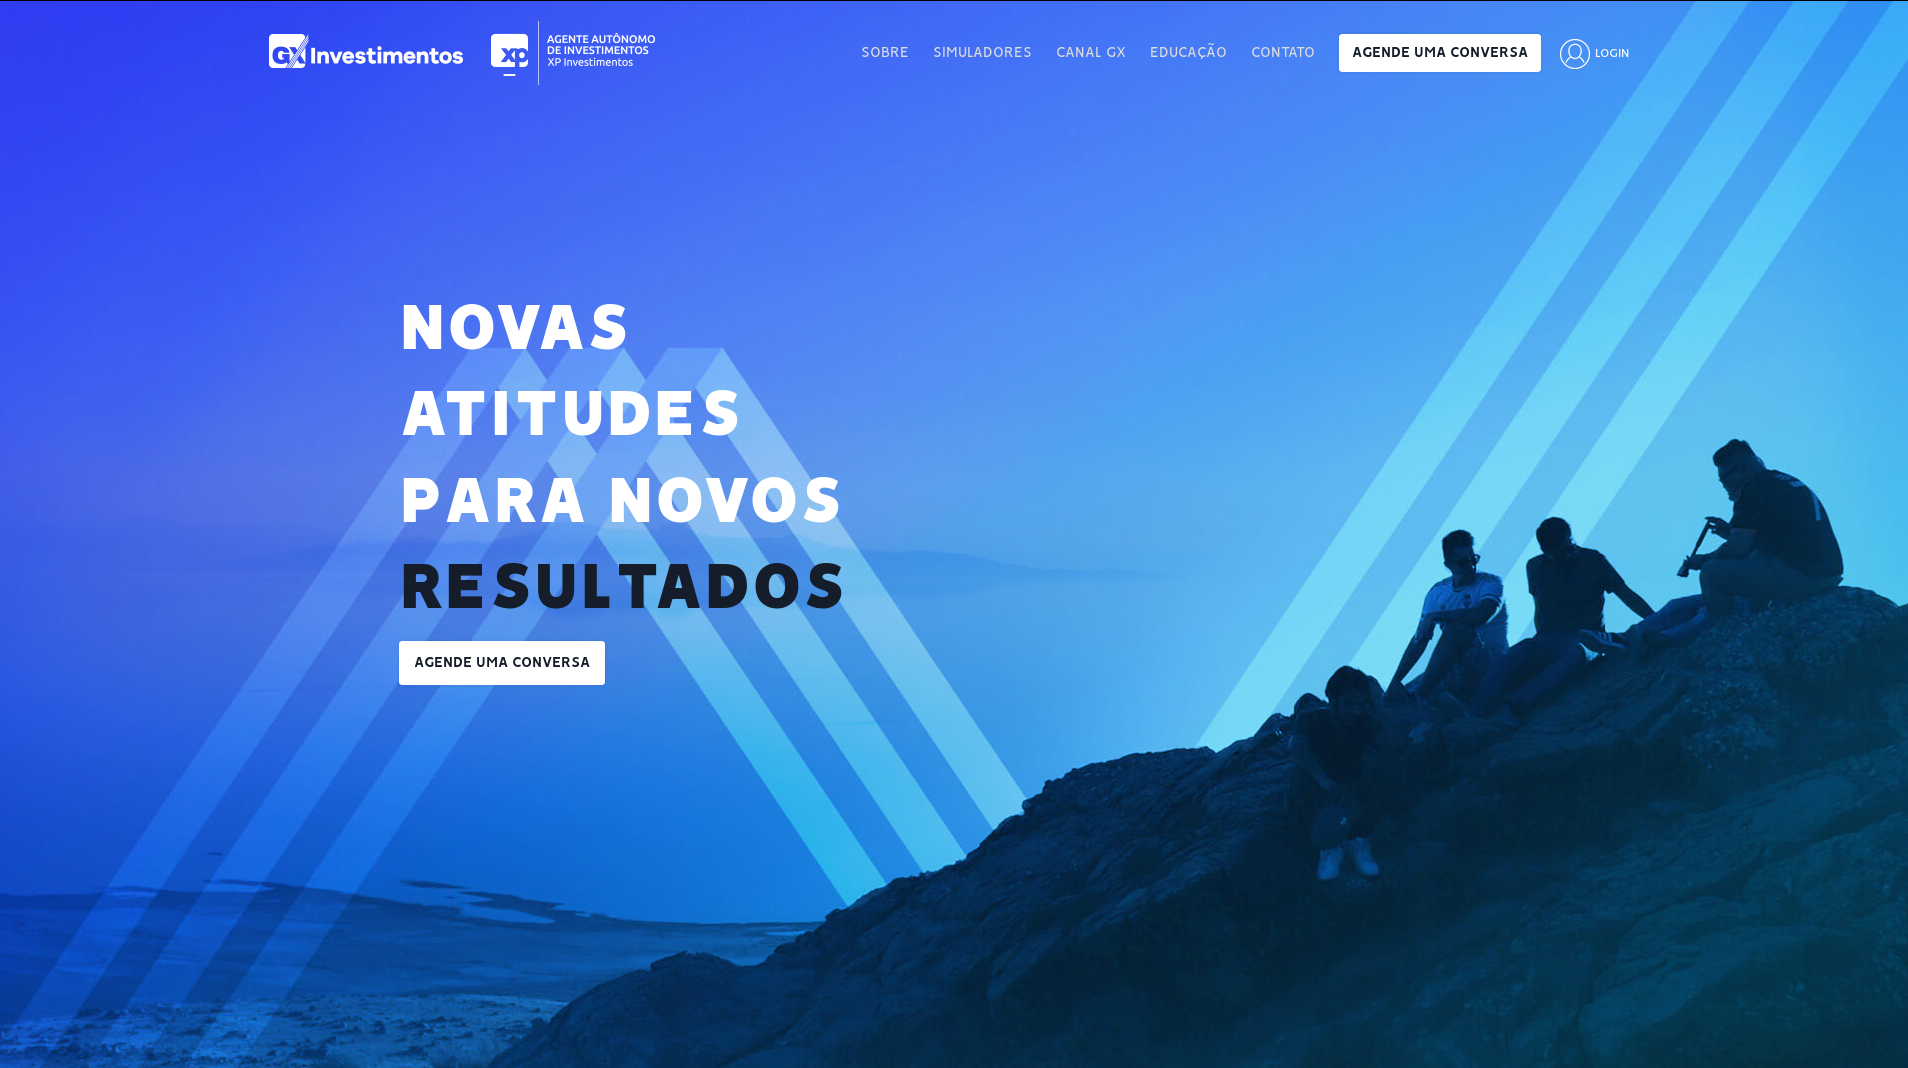 GX Investimentos
xp
AGENTE AUTÔNOMO
DE INVESTIMENTOS
XP Investimentos
SOBRE
SIMULADORES
CANAL GX
EDUCAÇÃO
CONTATO
AGENDE UMA CONVERSA
LOGIN
NOVAS
ATITUDES
PARA NOVOS
RESULTADOS
AGENDE UMA CONVERSA